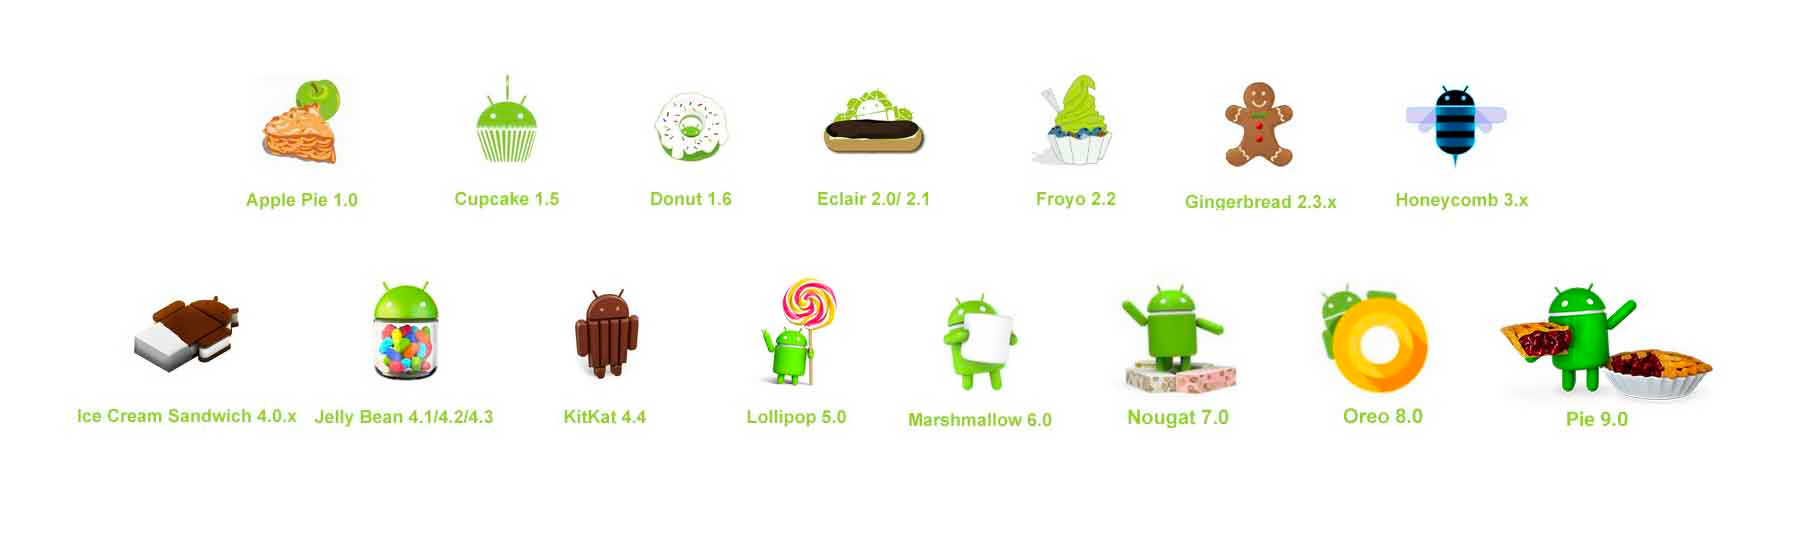 Apple Pie 1.0
Cupcake 1.5
Donut 1.6
Eclair 2.0/ 2.1
Froyo 2.2
Gingerbread 2.3.x
Honeycomb 3.x
Ice Cream Sandwich 4.0.x
Jelly Bean 4.1/4.2/4.3
KitKat 4.4
Lollipop 5.0
Marshmallow 6.0
Nougat 7.0
Oreo 8.0
Pie 9.0